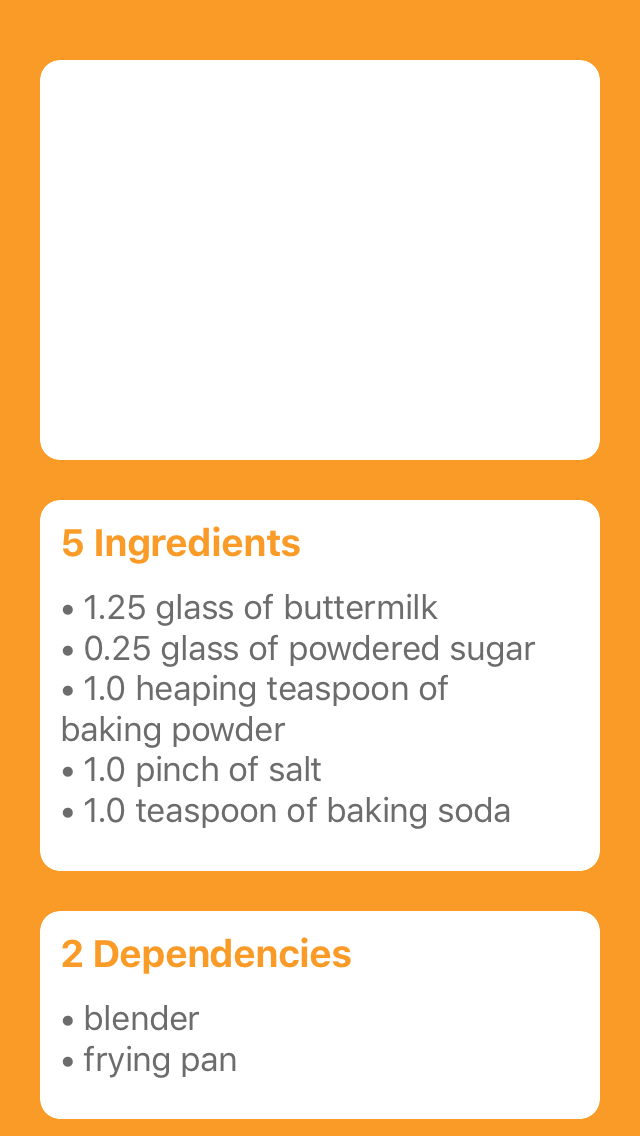 5 Ingredients
• 1.25 glass of buttermilk
• 0.25 glass of powdered sugar
• 1.0 heaping teaspoon of
baking powder
• 1.0 pinch of salt
• 1.0 teaspoon of baking soda
2 Dependencies
• blender
• frying pan